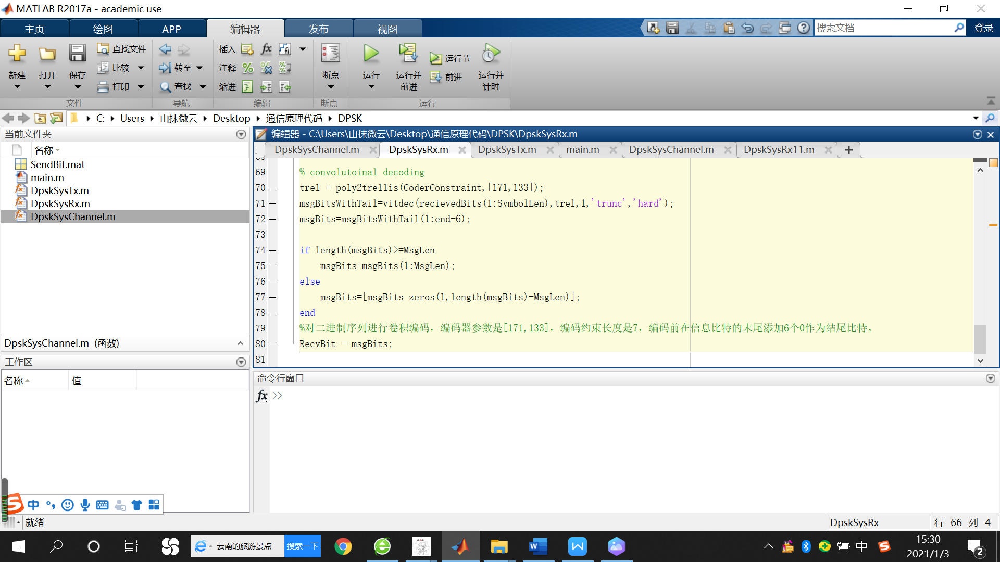 MATLAB R2017a - academic use
主页 绘图 APP 编辑器 发布 视图 搜索文档 登录
查找文件 插入 fx fi
比较 转至 注释 运行节
新建 打开 保存 断点 运行 运行并 前进 运行并
打印 查找 缩进 前进 计时
文件 导航 编辑 断点 运行
C: Users 山抹微云 Desktop 通信原理代码 DPSK
当前文件夹
名称
SendBit.mat
main.m
DpskSysTx.m
DpskSysRx.m
DpskSysChannel.m
DpskSysChannel.m (函数)
工作区
名称 值
编辑器 - C:\Users\山抹微云\Desktop\通信原理代码\DPSK\DpskSysRx.m
DpskSysChannel.m DpskSysRx.m DpskSysTx.m main.m DpskSysChannel.m DpskSysRx11.m
69 % convolutoinal decoding
70 trel = poly2trellis(CoderConstraint,[171,133]);
71 msgBitsWithTail=vitdec(recievedBits(1:SymbolLen),trel,1,'trunc','hard');
72 msgBits=msgBitsWithTail(1:end-6);
73
74 if length(msgBits)>=MsgLen
75 msgBits=msgBits(1:MsgLen);
76 else
77 msgBits=[msgBits zeros(1,length(msgBits)-MsgLen)];
78 end
79 %对二进制序列进行卷积编码，编码器参数是[171,133]，编码约束长度是7，编码前在信息比特的末尾添加6个0作为结尾比特。
80 RecvBit = msgBits;
81
命令行窗口
fx >>
中
就绪
DpskSysRx 行 66 列 4
云南的旅游景点 搜索一下
中
15:30
2021/1/3
2